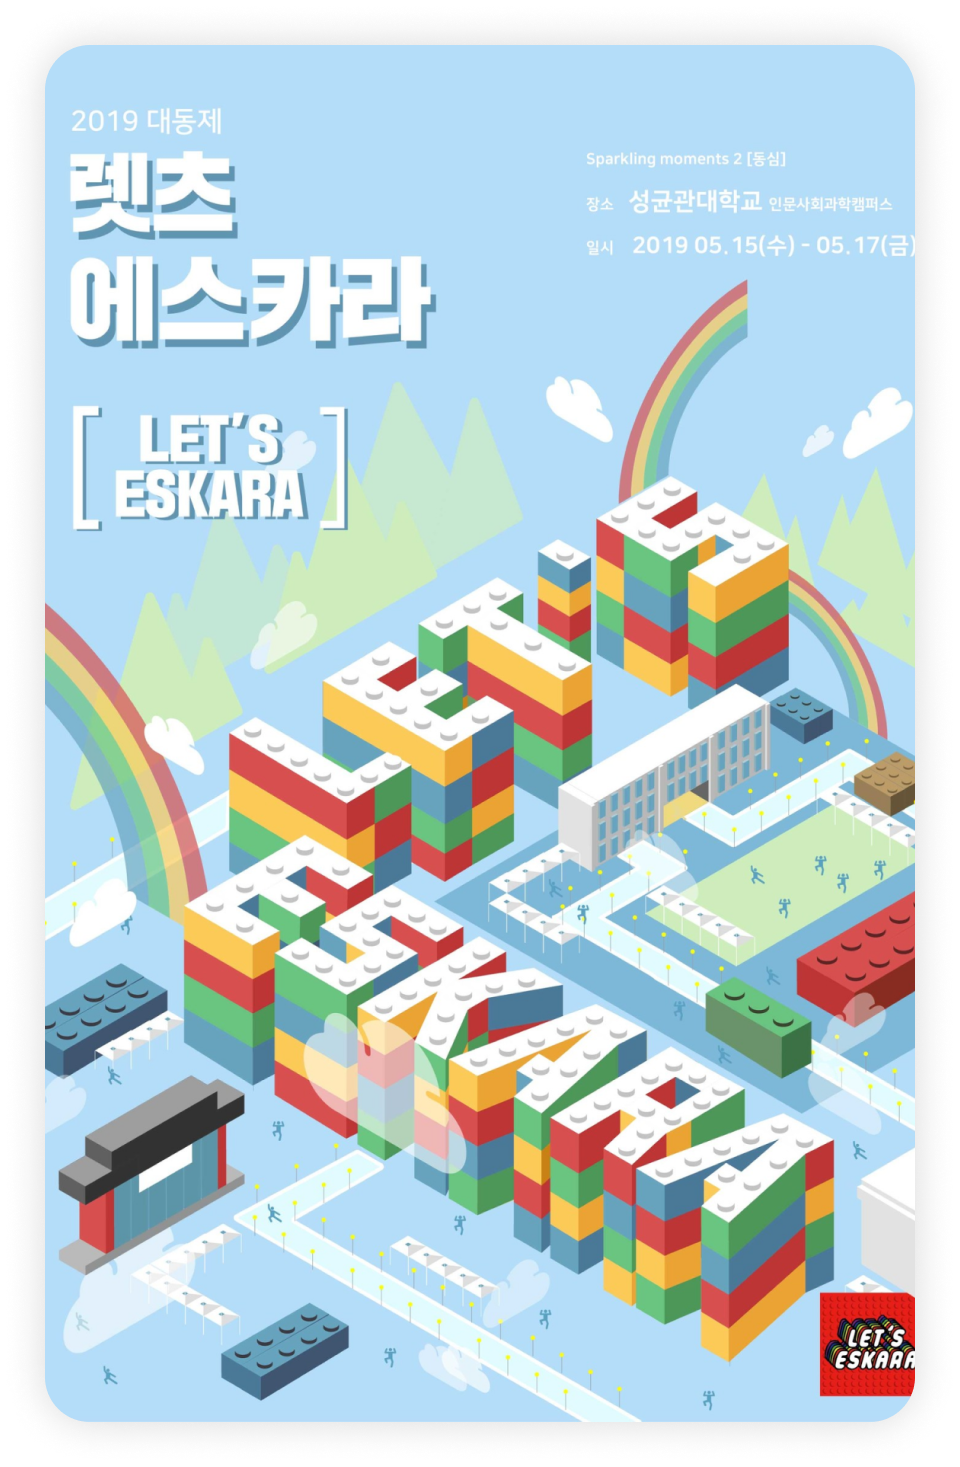 2019 대동제
렛츠
에스카라
[ LET'S
ESKARA ]
Sparkling moments 2 [동심]
장소 성균관대학교 인문사회과학캠퍼스
일시 2019 05.15(수) - 05.17(금)
LET'S
ESKARA
LET'S
ESKARA